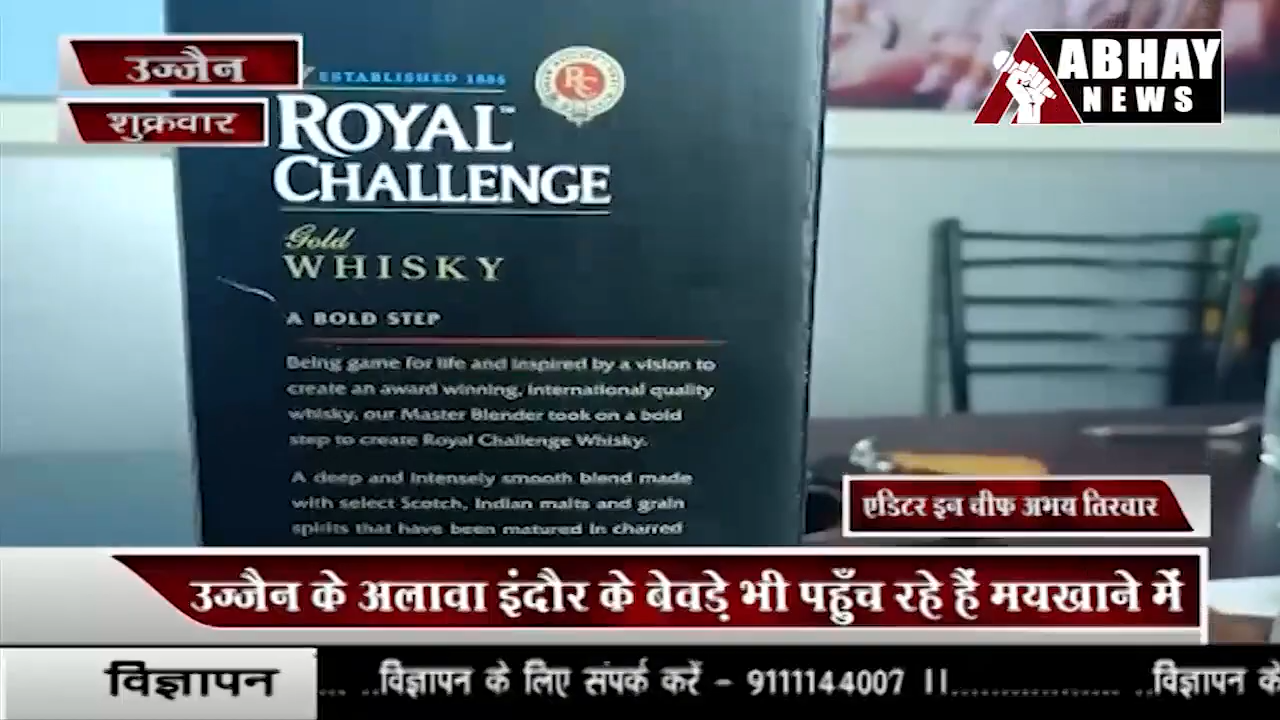 उज्जैन
शुक्रवार
ABHAY
NEWS
ESTABLISHED 1886
RC
ROYAL™
CHALLENGE
Gold
WHISKY
A BOLD STEP
Being game for life and inspired by a vision to
create an award winning, international quality
whisky, our Master Blender took on a bold
step to create Royal Challenge Whisky.
A deep and intensely smooth blend made
with select Scotch, Indian malts and grain
spirits that have been matured in charred
एडिटर इन चीफ अभय तिरवार
उज्जैन के अलावा इंदौर के बेवड़े भी पहुँच रहे हैं मयखाने में
विज्ञापन
... ..विज्ञापन के लिए संपर्क करें - 9111144007 ||..................... ..विज्ञापन के